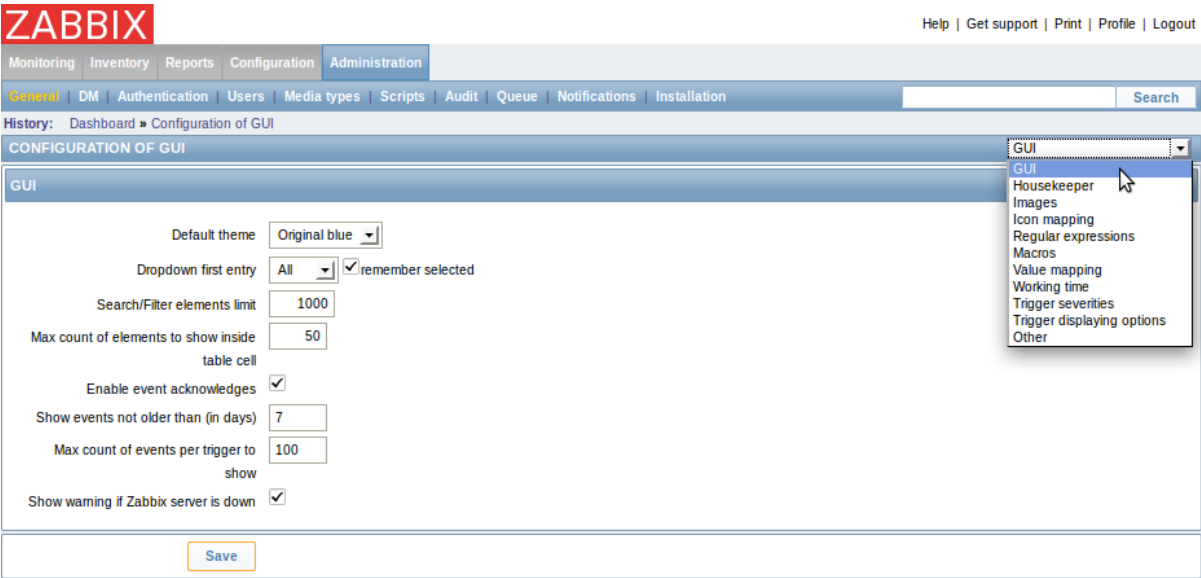 ZABBIX
Help | Get support | Print | Profile | Logout
Monitoring Inventory Reports Configuration Administration
General | DM | Authentication | Users | Media types | Scripts | Audit | Queue | Notifications | Installation Search
History: Dashboard » Configuration of GUI
CONFIGURATION OF GUI GUI
GUI
GUI
Housekeeper
Images
Icon mapping
Regular expressions
Macros
Value mapping
Working time
Trigger severities
Trigger displaying options
Other
Default theme Original blue
Dropdown first entry All remember selected
Search/Filter elements limit 1000
Max count of elements to show inside 50
table cell
Enable event acknowledges
Show events not older than (in days) 7
Max count of events per trigger to 100
show
Show warning if Zabbix server is down
Save